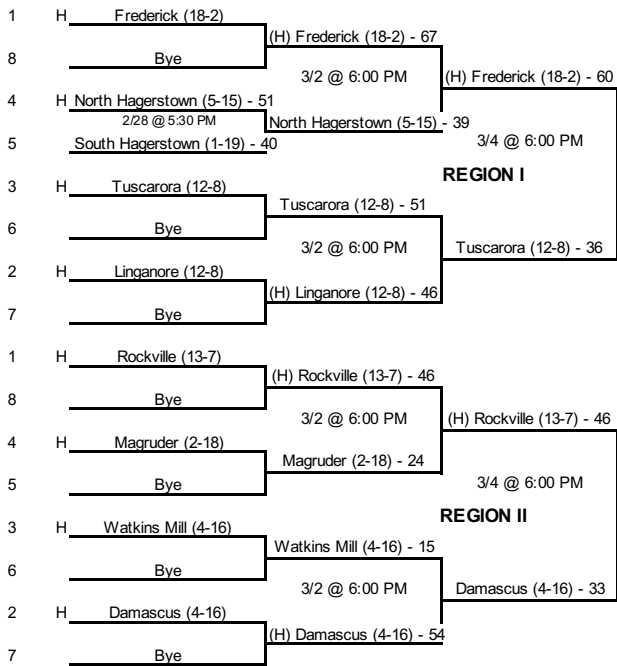 1 H Frederick (18-2)
(H) Frederick (18-2) - 67
8 Bye
3/2 @ 6:00 PM (H) Frederick (18-2) - 60
4 H North Hagerstown (5-15) - 51
2/28 @ 5:30 PM North Hagerstown (5-15) - 39
5 South Hagerstown (1-19) - 40
3/4 @ 6:00 PM
REGION I
3 H Tuscarora (12-8)
Tuscarora (12-8) - 51
6 Bye
3/2 @ 6:00 PM Tuscarora (12-8) - 36
2 H Linganore (12-8)
(H) Linganore (12-8) - 46
7 Bye
1 H Rockville (13-7)
(H) Rockville (13-7) - 46
8 Bye
3/2 @ 6:00 PM (H) Rockville (13-7) - 46
4 H Magruder (2-18)
Magruder (2-18) - 24
5 Bye
3/4 @ 6:00 PM
REGION II
3 H Watkins Mill (4-16)
Watkins Mill (4-16) - 15
6 Bye
3/2 @ 6:00 PM Damascus (4-16) - 33
2 H Damascus (4-16)
(H) Damascus (4-16) - 54
7 Bye